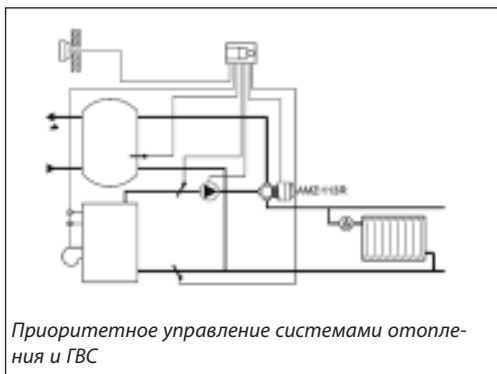 AMZ-113R
Приоритетное управление системами отопле-
ния и ГВС